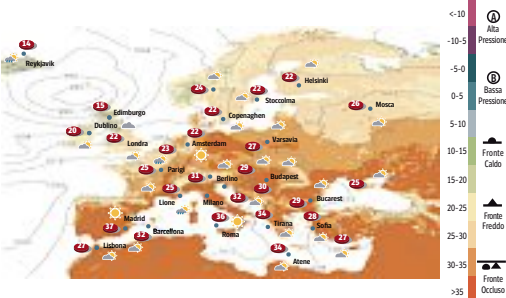 14
Reykjavik
15
Edimburgo
20
Dublino
22
Londra
24
22
Stoccolma
22
Helsinki
26
Mosca
22
Copenaghen
22
Amsterdam
27
Varsavia
23
25
Parigi
31
Berlino
29
Budapest
30
25
Lione
Milano
32
29
Bucarest
25
37
Madrid
32
Barcellona
36
Roma
34
Tirana
28
Sofia
27
27
Lisbona
34
Atene
<-10
-10-5
-5-0
0-5
5-10
10-15
15-20
20-25
25-30
30-35
>35
A
Alta
Pressione
B
Bassa
Pressione
Fronte
Caldo
Fronte
Freddo
Fronte
Occluso